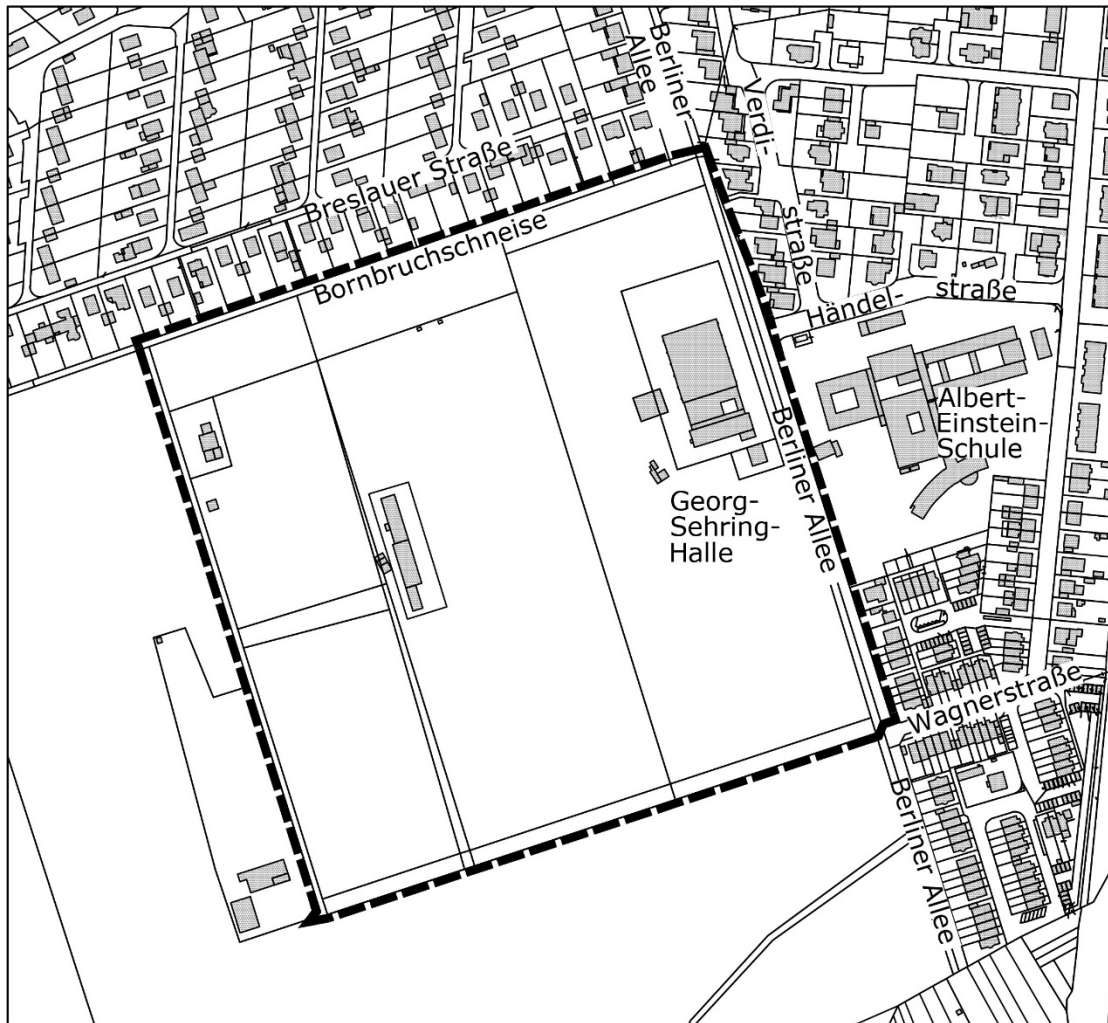 Berliner
Allee
Verdi-
straße
Breslauer Straße
Bornbruchschneise
Händel-
straße
Albert-
Einstein-
Schule
Berliner Allee
Georg-
Sehring-
Halle
Wagnerstraße
Berliner Allee